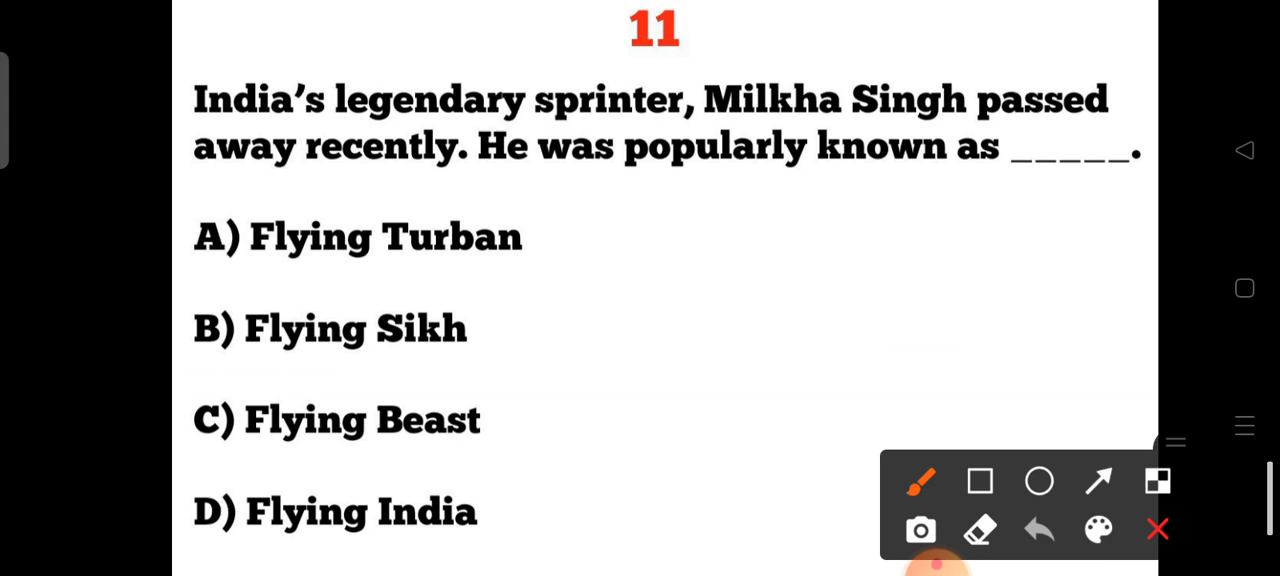 11
India’s legendary sprinter, Milkha Singh passed
away recently. He was popularly known as _____.
A) Flying Turban
B) Flying Sikh
C) Flying Beast
D) Flying India